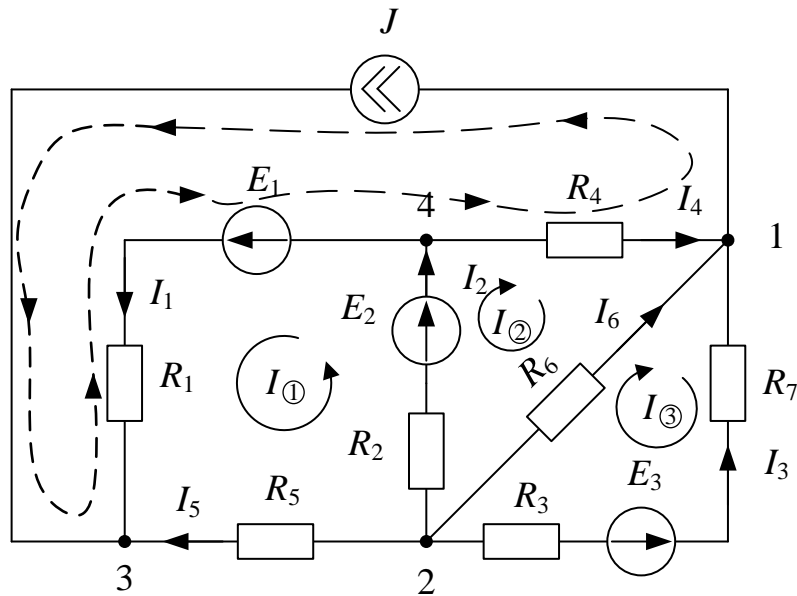 J
E₁
R₄
I₄
4
1
I₁
E₂
I₂
I₆
R₁
I①
I②
R₆
I③
R₇
R₂
I₅
R₅
R₃
E₃
I₃
3
2